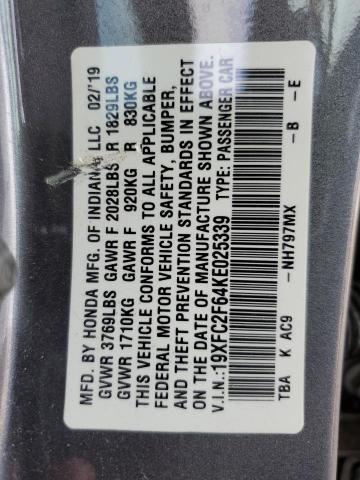 MFD. BY HONDA MFG. OF INDIANA, LLC 02/'19
GVWR 3769LBS GAWR F 2028LBS R 1829LBS
GVWR 1710KG GAWR F 920KG R 830KG
THIS VEHICLE CONFORMS TO ALL APPLICABLE
FEDERAL MOTOR VEHICLE SAFETY, BUMPER,
AND THEFT PREVENTION STANDARDS IN EFFECT
ON THE DATE OF MANUFACTURE SHOWN ABOVE.
V.I.N.: 19XFC2F64KE025339 TYPE: PASSENGER CAR
TBA K AC9 - NH797MX - B - E